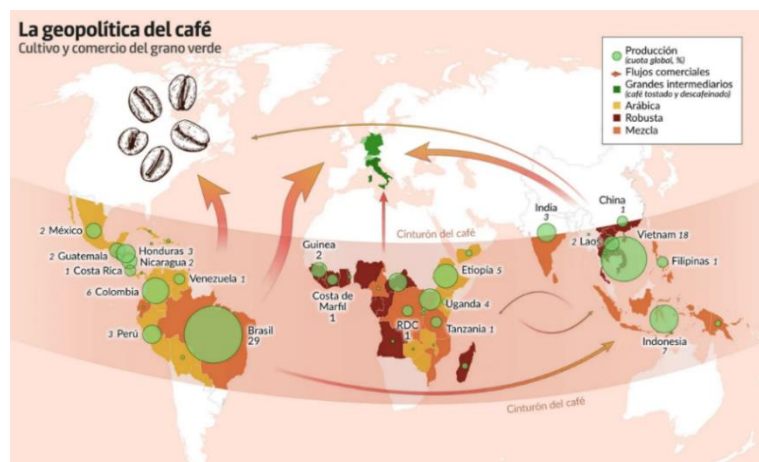 La geopolítica del café
Cultivo y comercio del grano verde
Producción
(cuota global, %)
Flujos comerciales
Grandes intermediarios
(café tostado y descafeinado)
Arábica
Robusta
Mezcla
China
1
India
3
2 México
Vietnam 18
2 Laos
Cinturón del café
Guinea
2
2 Guatemala
Honduras 3
Nicaragua 2
Filipinas 1
1 Costa Rica
Etiopía 5
Venezuela 1
6 Colombia
Costa de
Marfil
1
Uganda 4
RDC
1
Tanzania 1
3 Perú
Brasil
29
Indonesia
7
Cinturón del café